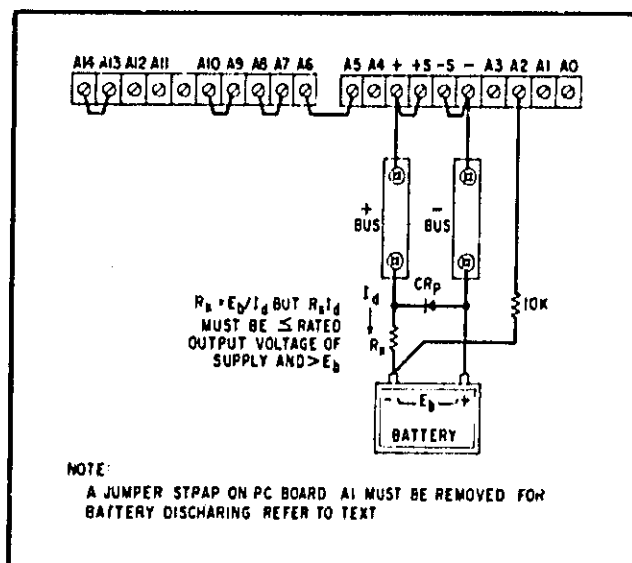 A14 A13 A12 A11 A10 A9 A8 A7 A6 A5 A4 + +S -S - A3 A2 A1 A0
+ BUS
- BUS
Rx = Eb/Id BUT RxId
MUST BE ≤ RATED
OUTPUT VOLTAGE OF
SUPPLY AND > Eb
Id
CRp
10K
Rx
- Eb +
BATTERY
NOTE:
A JUMPER STRAP ON PC BOARD A1 MUST BE REMOVED FOR
BATTERY DISCHARING REFER TO TEXT